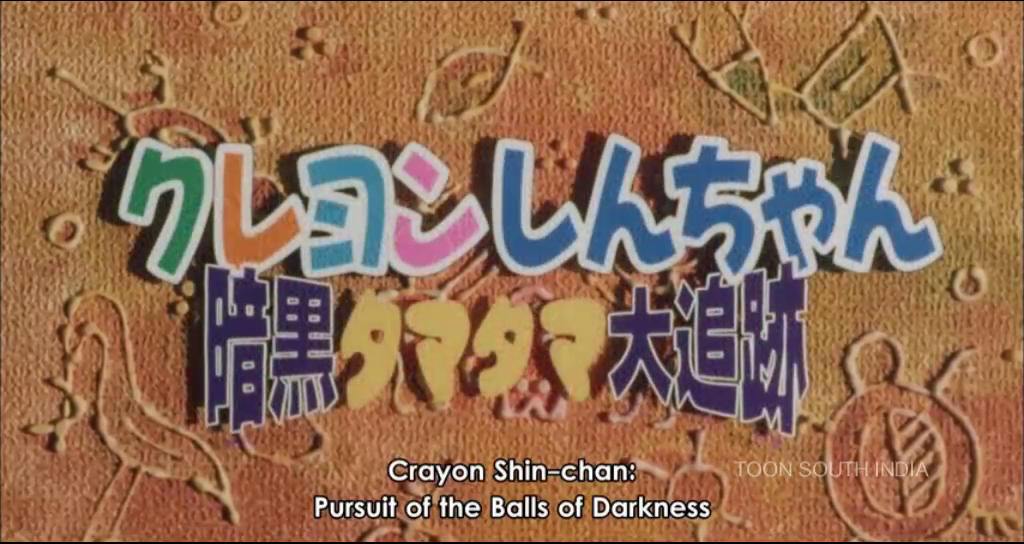 クレヨンしんちゃん
暗黒タマタマ大追跡
Crayon Shin-chan:
TOON SOUTH INDIA
Pursuit of the Balls of Darkness